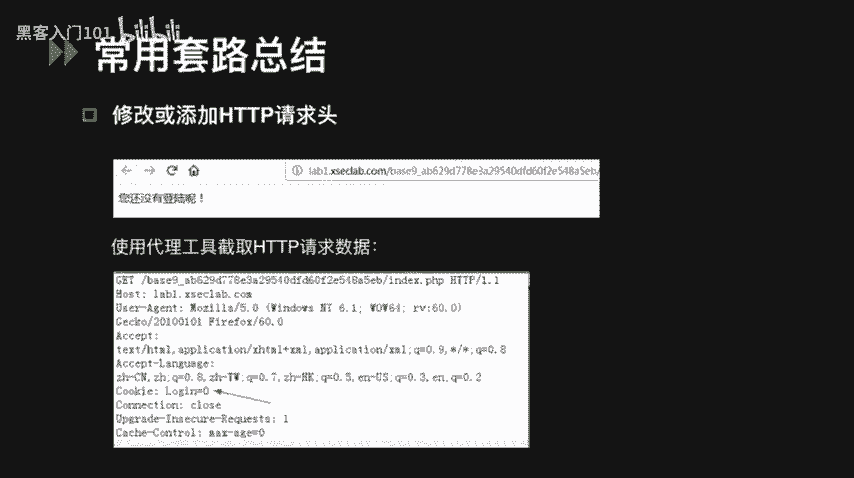 黑客入门101 bilibili
常用套路总结
修改或添加HTTP请求头
lab1.xseclab.com/base9_ab629d778e3a29540dfd60f2e548a5eb/
您还没有登陆呢！
使用代理工具截取HTTP请求数据：
GET /base9_ab629d778e3a29540dfd60f2e548a5eb/index.php HTTP/1.1
Host: lab1.xseclab.com
User-Agent: Mozilla/5.0 (Windows NT 6.1; WOW64; rv:60.0)
Gecko/20100101 Firefox/60.0
Accept:
text/html,application/xhtml+xml,application/xml;q=0.9,*/*;q=0.8
Accept-Language:
zh-CN,zh;q=0.8,zh-TW;q=0.7,zh-HK;q=0.5,en-US;q=0.3,en;q=0.2
Cookie: Login=0
Connection: close
Upgrade-Insecure-Requests: 1
Cache-Control: max-age=0